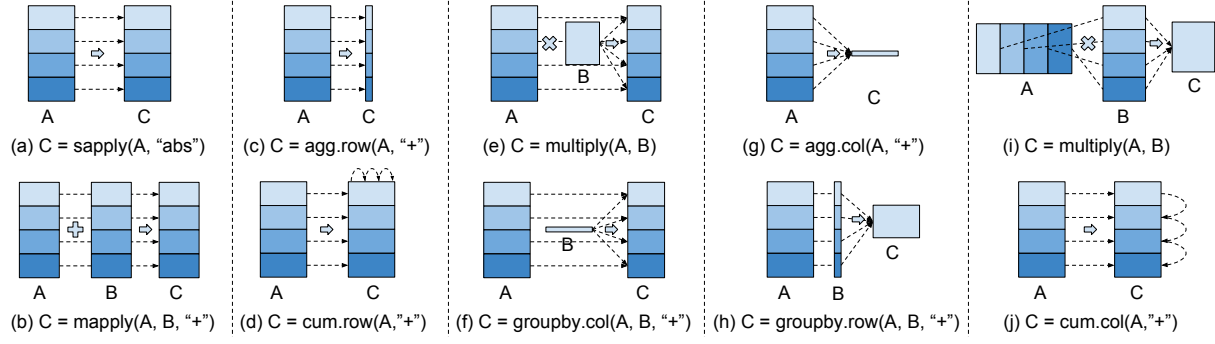 A C
(a) C = sapply(A, “abs”)
A C
(c) C = agg.row(A, “+”)
A B C
(e) C = multiply(A, B)
A C
(g) C = agg.col(A, “+”)
A B C
(i) C = multiply(A, B)
A B C
(b) C = mapply(A, B, “+”)
A C
(d) C = cum.row(A,”+”)
A B C
(f) C = groupby.col(A, B, “+”)
A B C
(h) C = groupby.row(A, B, “+”)
A C
(j) C = cum.col(A,”+”)